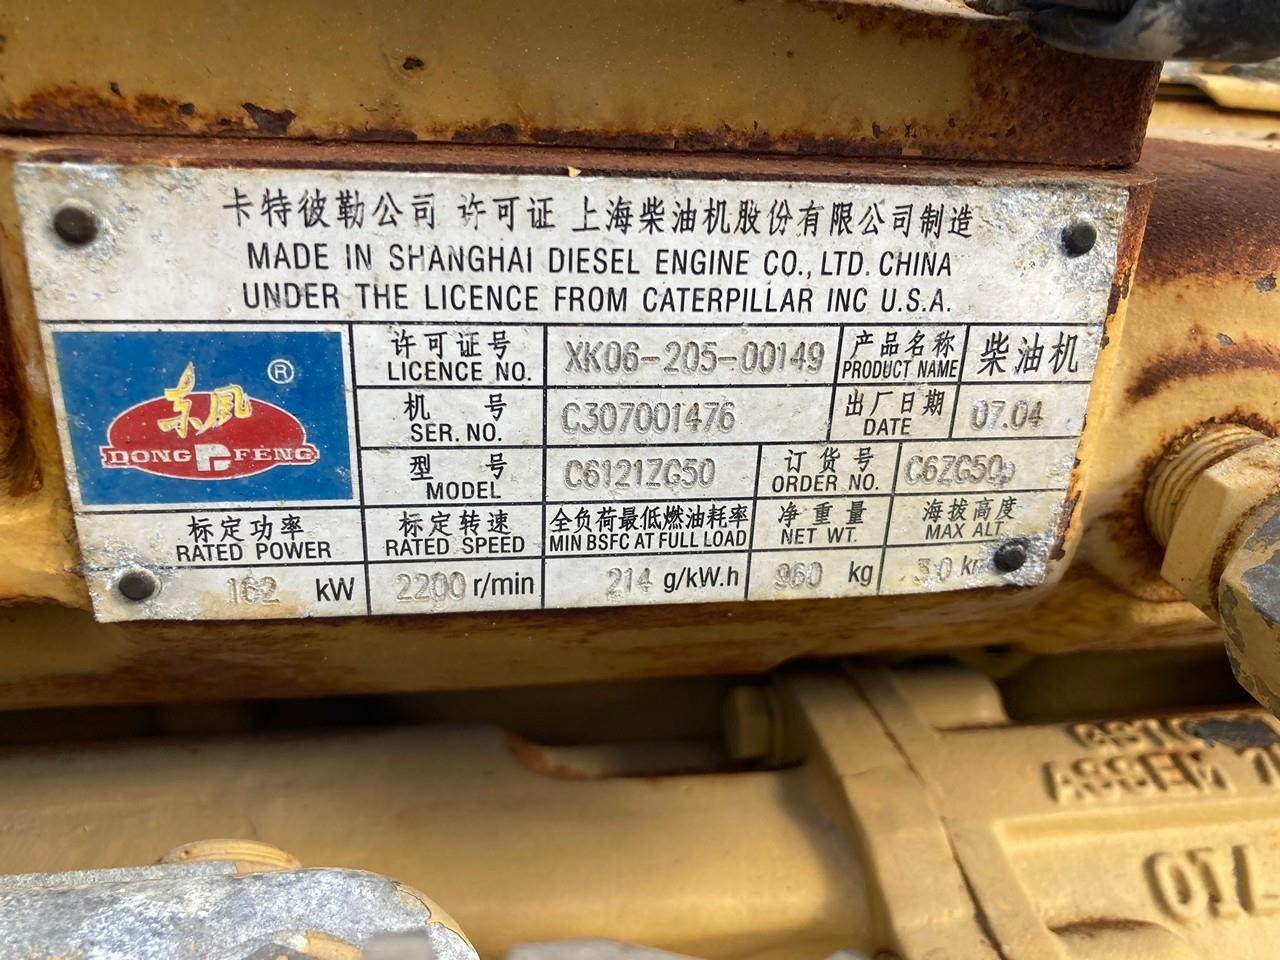 卡特彼勒公司 许可证 上海柴油机股份有限公司制造
MADE IN SHANGHAI DIESEL ENGINE CO., LTD. CHINA
UNDER THE LICENCE FROM CATERPILLAR INC U.S.A.
东风 ®
DONG FENG
许可证号 XK06-205-00149 产品名称 柴油机
LICENCE NO. PRODUCT NAME
机 号 C307001476 出厂日期 07.04
SER. NO. DATE
型 号 C6121ZG50 订货号 C6ZG50
MODEL ORDER NO.
标定功率 标定转速 全负荷最低燃油耗率 净重量 海拔高度
RATED POWER RATED SPEED MIN BSFC AT FULL LOAD NET WT. MAX ALT
162 kW 2200 r/min 214 g/kW.h 960 kg 3.0
ASSEM